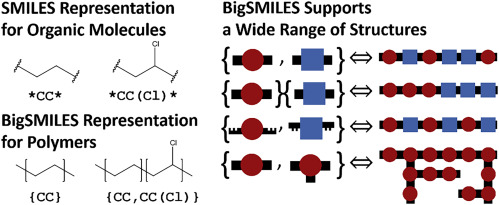 SMILES Representation
for Organic Molecules
Cl
*CC*
*CC(Cl)*
BigSMILES Representation
for Polymers
Cl
{CC}
{CC,CC(Cl)}
BigSMILES Supports
a Wide Range of Structures
{ , } ⇔
{ }{ } ⇔
{ , } ⇔
{ , } ⇔